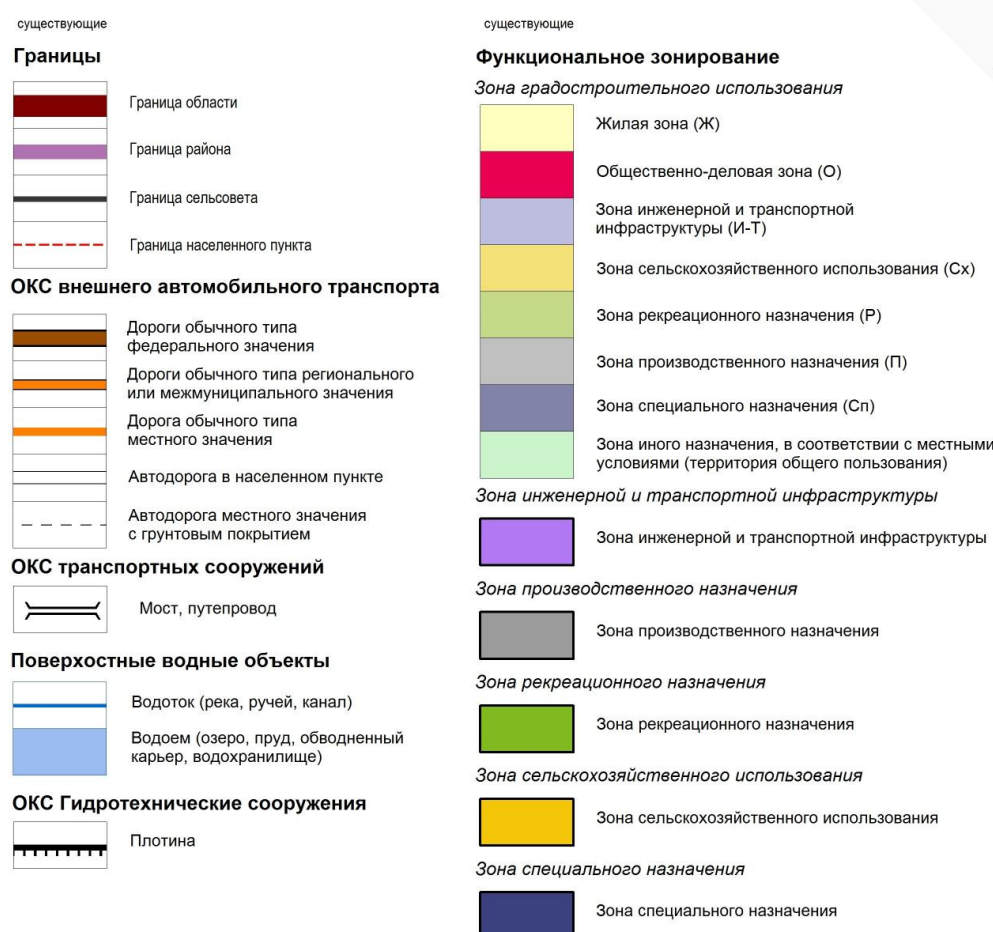 существующие
Границы
Граница области
Граница района
Граница сельсовета
Граница населенного пункта
ОКС внешнего автомобильного транспорта
Дороги обычного типа
федерального значения
Дороги обычного типа регионального
или межмуниципального значения
Дорога обычного типа
местного значения
Автодорога в населенном пункте
Автодорога местного значения
с грунтовым покрытием
ОКС транспортных сооружений
Мост, путепровод
Поверхостные водные объекты
Водоток (река, ручей, канал)
Водоем (озеро, пруд, обводненный
карьер, водохранилище)
ОКС Гидротехнические сооружения
Плотина
существующие
Функциональное зонирование
Зона градостроительного использования
Жилая зона (Ж)
Общественно-деловая зона (О)
Зона инженерной и транспортной
инфраструктуры (И-Т)
Зона сельскохозяйственного использования (Сх)
Зона рекреационного назначения (Р)
Зона производственного назначения (П)
Зона специального назначения (Сп)
Зона иного назначения, в соответствии с местными
условиями (территория общего пользования)
Зона инженерной и транспортной инфраструктуры
Зона инженерной и транспортной инфраструктуры
Зона производственного назначения
Зона производственного назначения
Зона рекреационного назначения
Зона рекреационного назначения
Зона сельскохозяйственного использования
Зона сельскохозяйственного использования
Зона специального назначения
Зона специального назначения